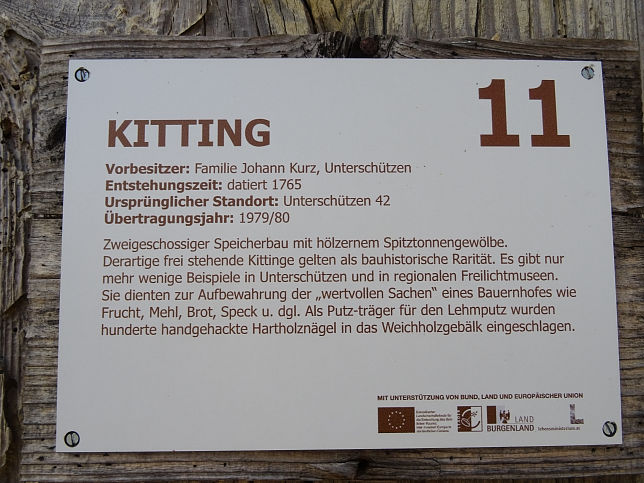 11
KITTING
Vorbesitzer: Familie Johann Kurz, Unterschützen
Entstehungszeit: datiert 1765
Ursprünglicher Standort: Unterschützen 42
Übertragungsjahr: 1979/80
Zweigeschossiger Speicherbau mit hölzernem Spitztonnengewölbe.
Derartige frei stehende Kittinge gelten als bauhistorische Rarität. Es gibt nur
mehr wenige Beispiele in Unterschützen und in regionalen Freilichtmuseen.
Sie dienten zur Aufbewahrung der „wertvollen Sachen“ eines Bauernhofes wie
Frucht, Mehl, Brot, Speck u. dgl. Als Putz-träger für den Lehmputz wurden
hunderte handgehackte Hartholznägel in das Weichholzgebälk eingeschlagen.
MIT UNTERSTÜTZUNG VON BUND, LAND UND EUROPÄISCHER UNION
LAND
BURGENLAND
lebensministerium.at